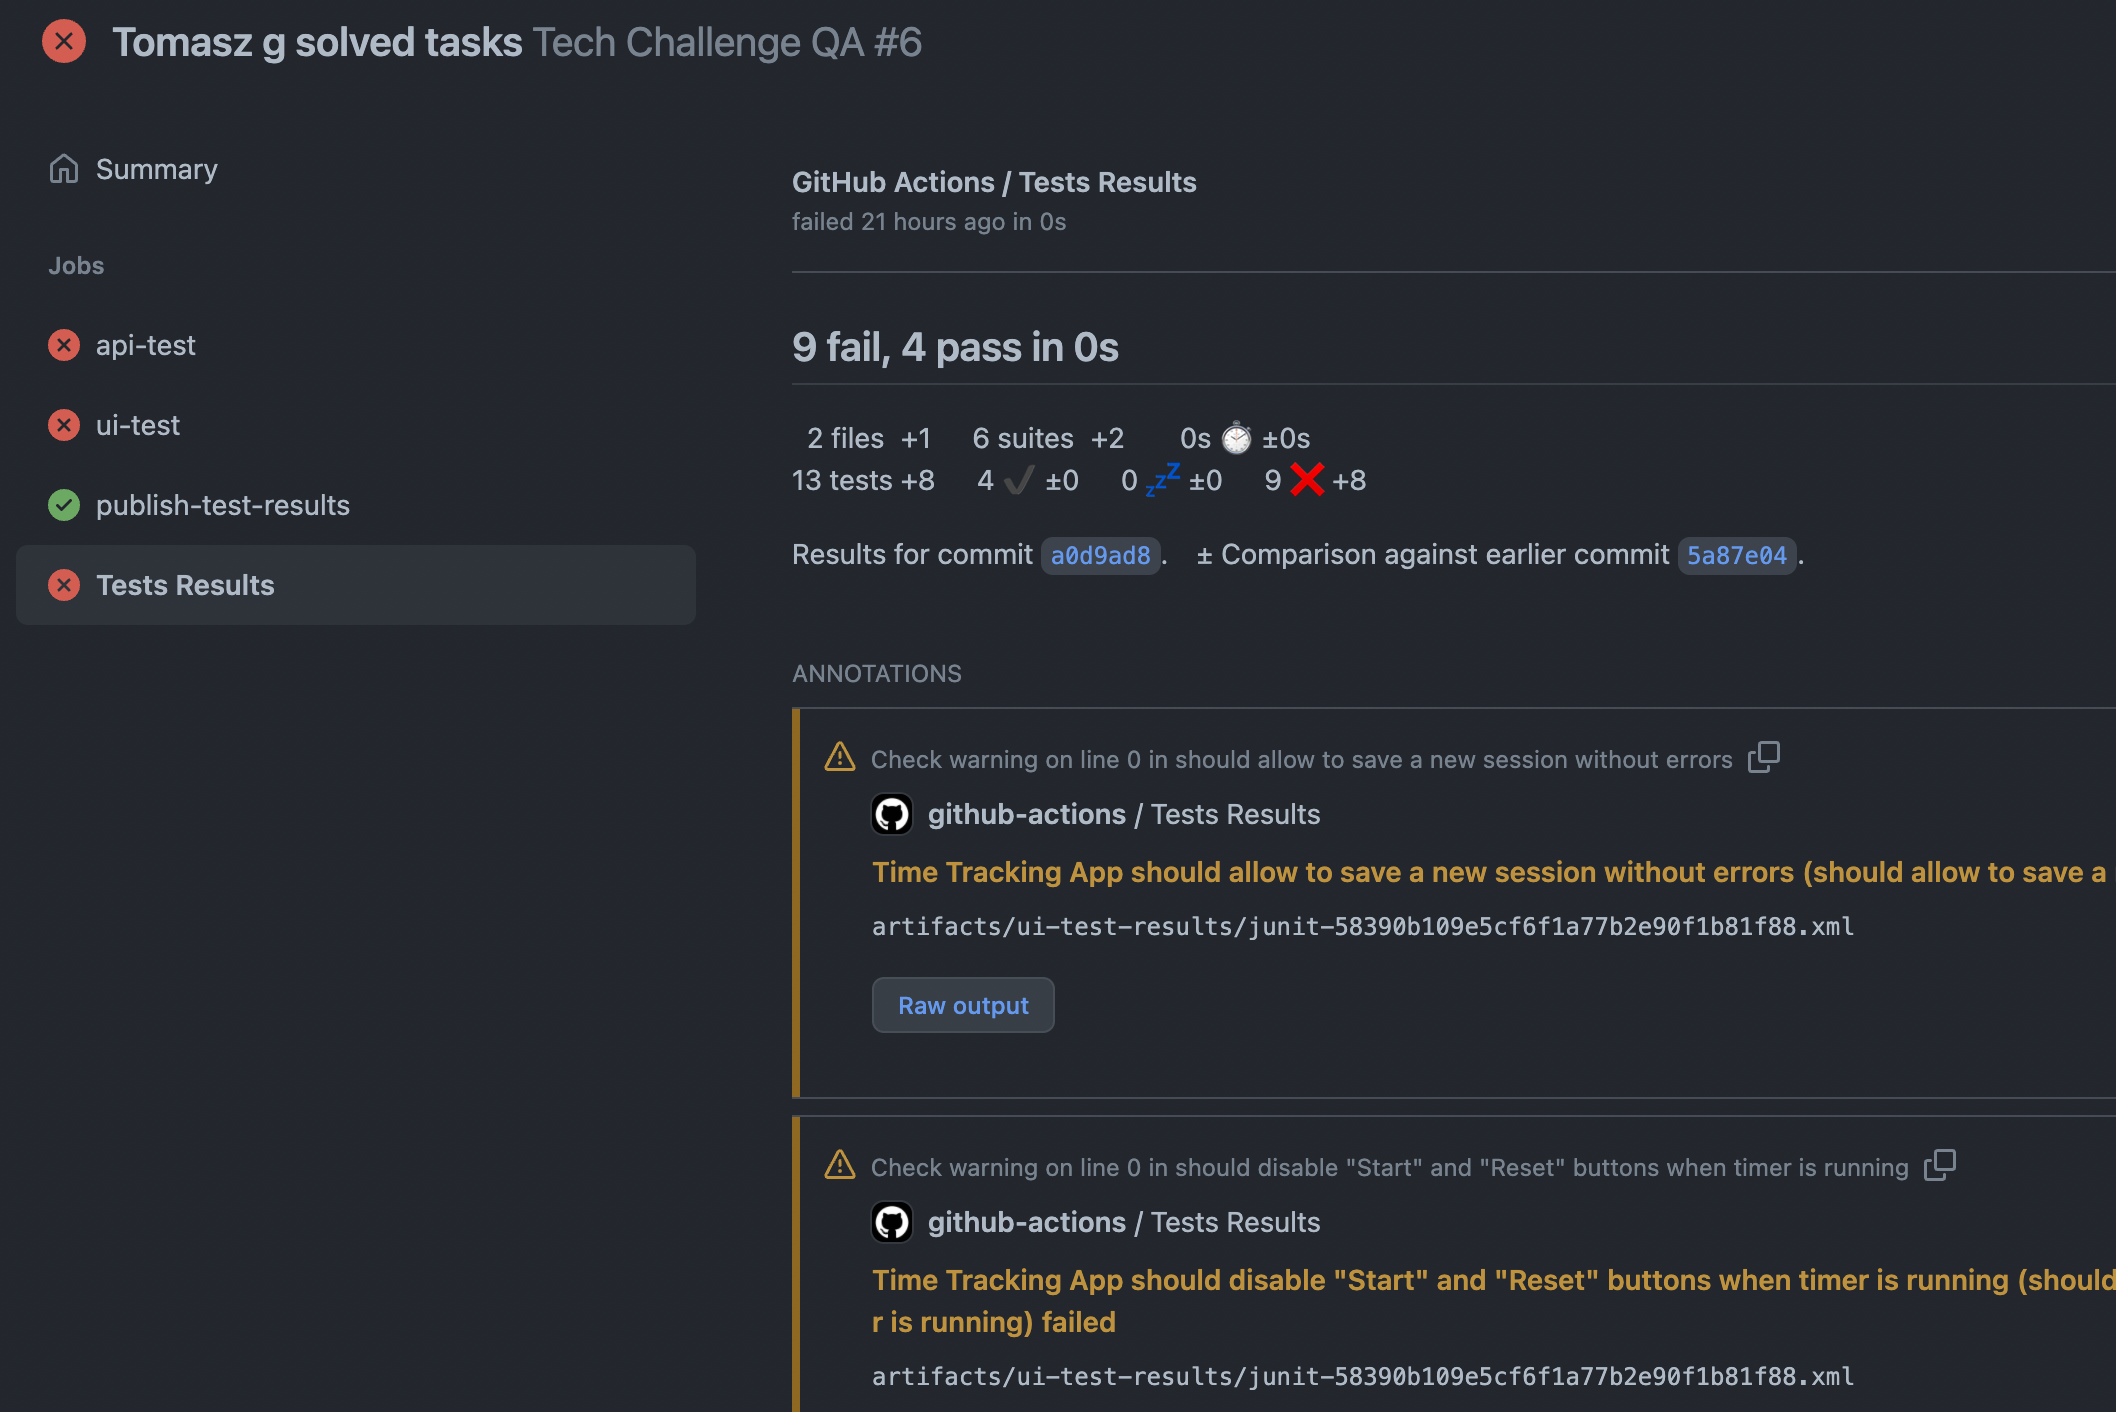 Tomasz g solved tasks Tech Challenge QA #6
Summary
Jobs
api-test
ui-test
publish-test-results
Tests Results
GitHub Actions / Tests Results
failed 21 hours ago in 0s
9 fail, 4 pass in 0s
2 files +1 6 suites +2 0s ⏱️ ±0s
13 tests +8 4 ✔️ ±0 0 💤 ±0 9 ❌ +8
Results for commit a0d9ad8. ± Comparison against earlier commit 5a87e04.
ANNOTATIONS
Check warning on line 0 in should allow to save a new session without errors
github-actions / Tests Results
Time Tracking App should allow to save a new session without errors (should allow to save a
artifacts/ui-test-results/junit-58390b109e5cf6f1a77b2e90f1b81f88.xml
Raw output
Check warning on line 0 in should disable "Start" and "Reset" buttons when timer is running
github-actions / Tests Results
Time Tracking App should disable "Start" and "Reset" buttons when timer is running (should
r is running) failed
artifacts/ui-test-results/junit-58390b109e5cf6f1a77b2e90f1b81f88.xml